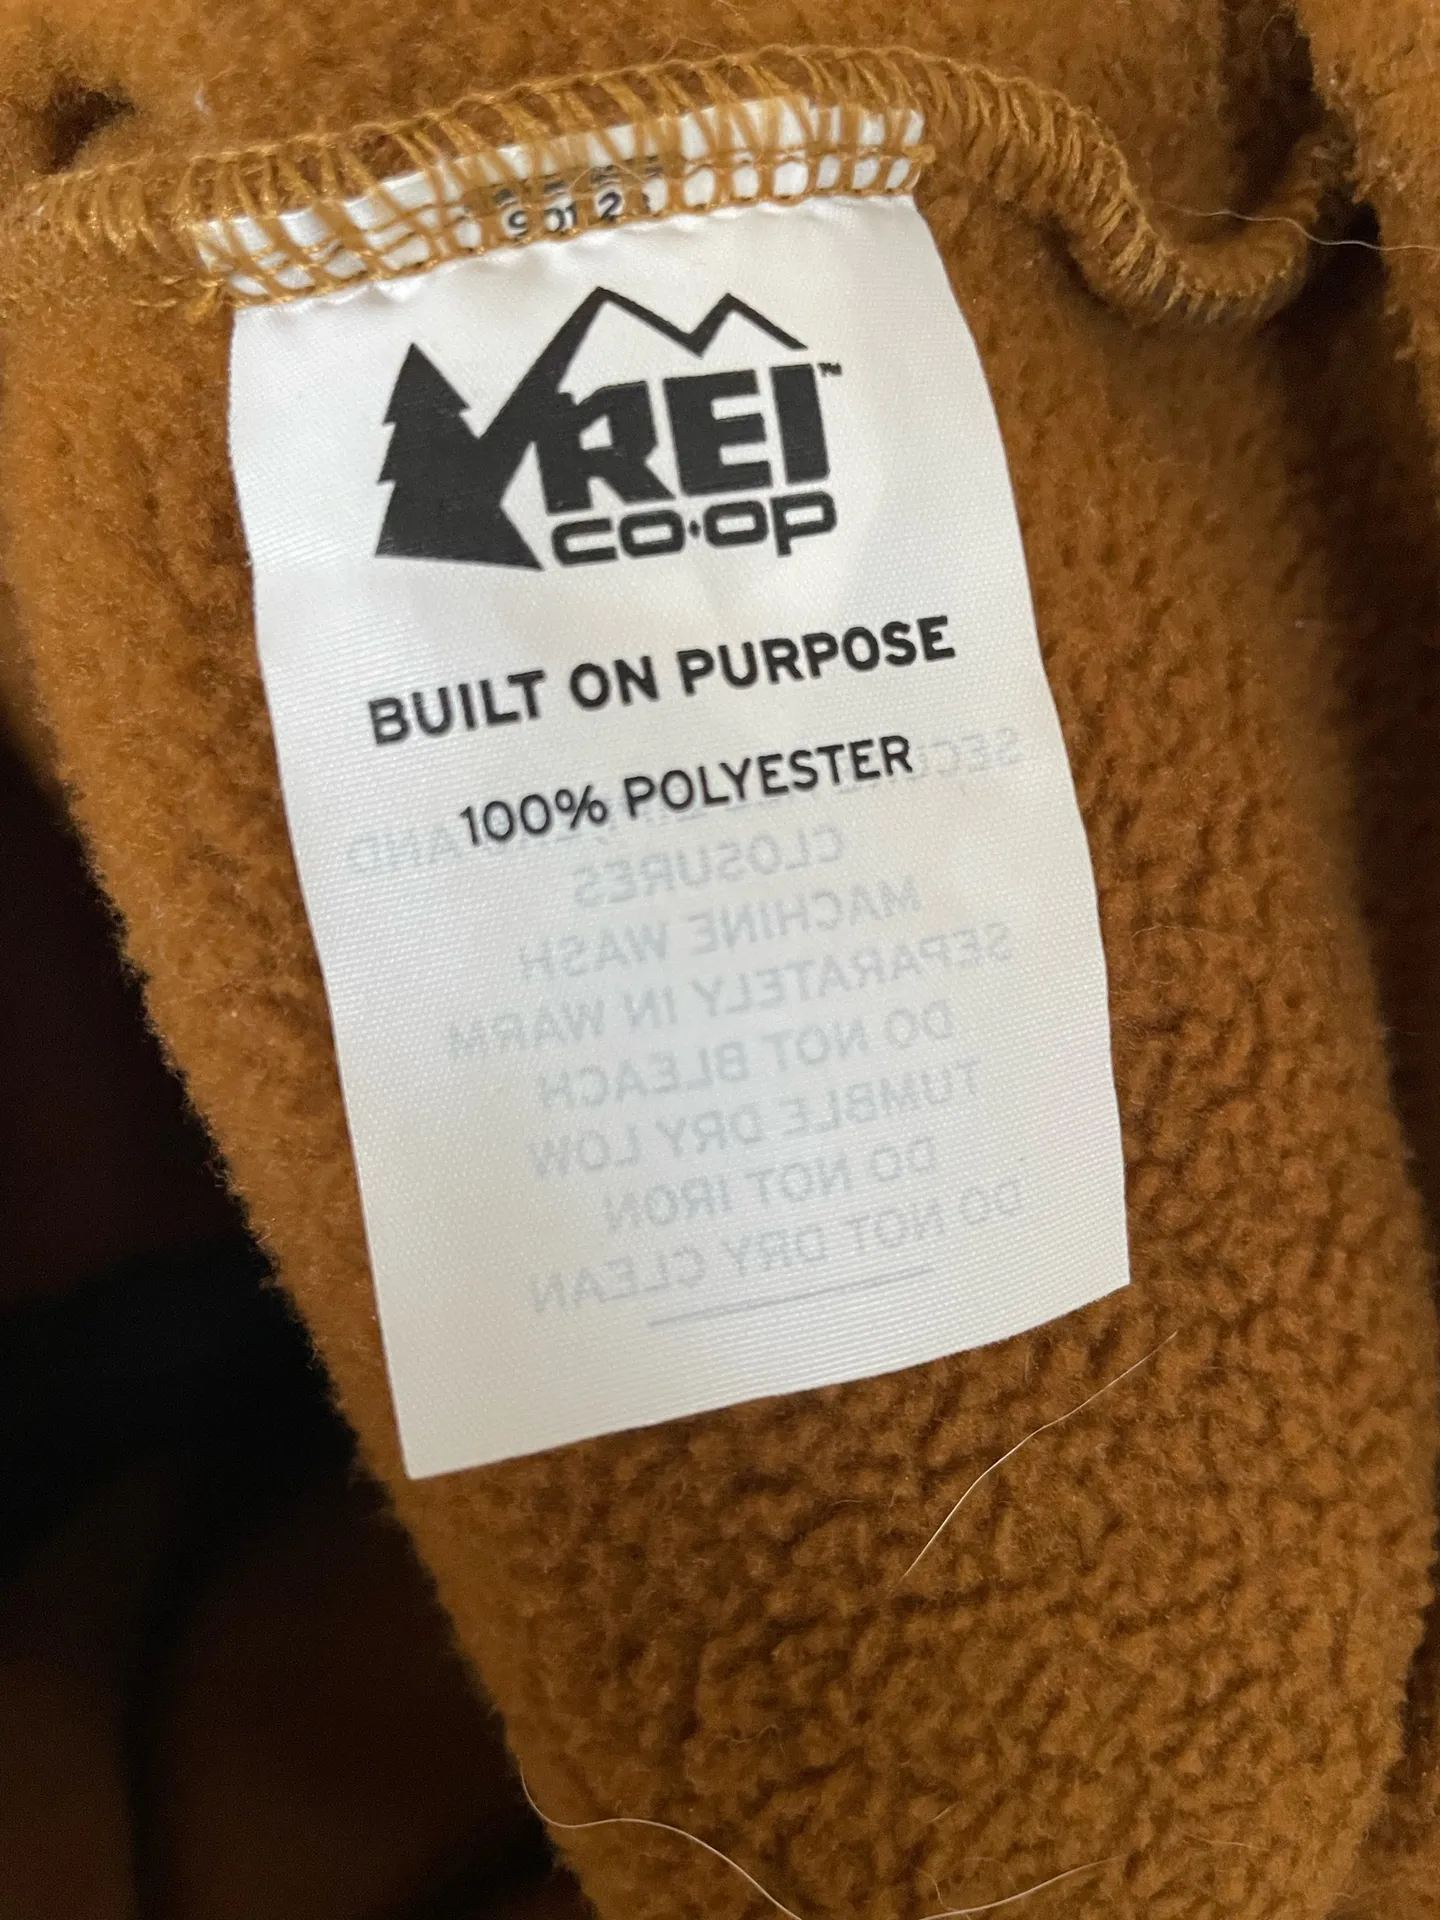 REI™
co·op
BUILT ON PURPOSE
100% POLYESTER
CLOSURES
MACHINE WASH
SEPARATELY IN WARM
DO NOT BLEACH
TUMBLE DRY LOW
DO NOT IRON
DO NOT DRY CLEAN